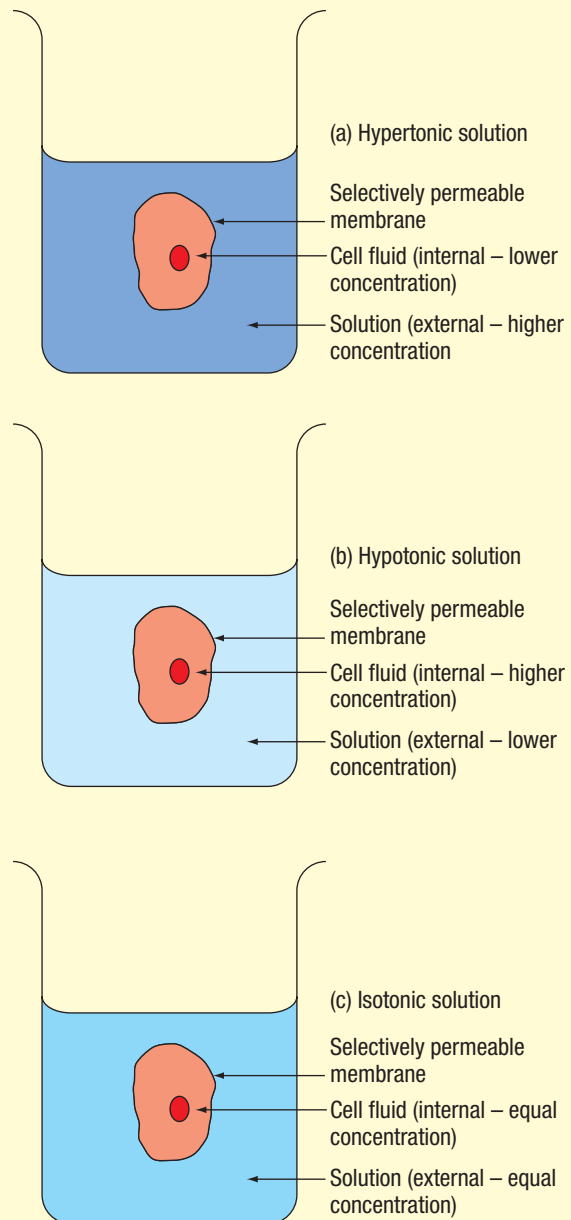 (a) Hypertonic solution
Selectively permeable
membrane
Cell fluid (internal – lower
concentration)
Solution (external – higher
concentration
(b) Hypotonic solution
Selectively permeable
membrane
Cell fluid (internal – higher
concentration)
Solution (external – lower
concentration)
(c) Isotonic solution
Selectively permeable
membrane
Cell fluid (internal – equal
concentration)
Solution (external – equal
concentration)